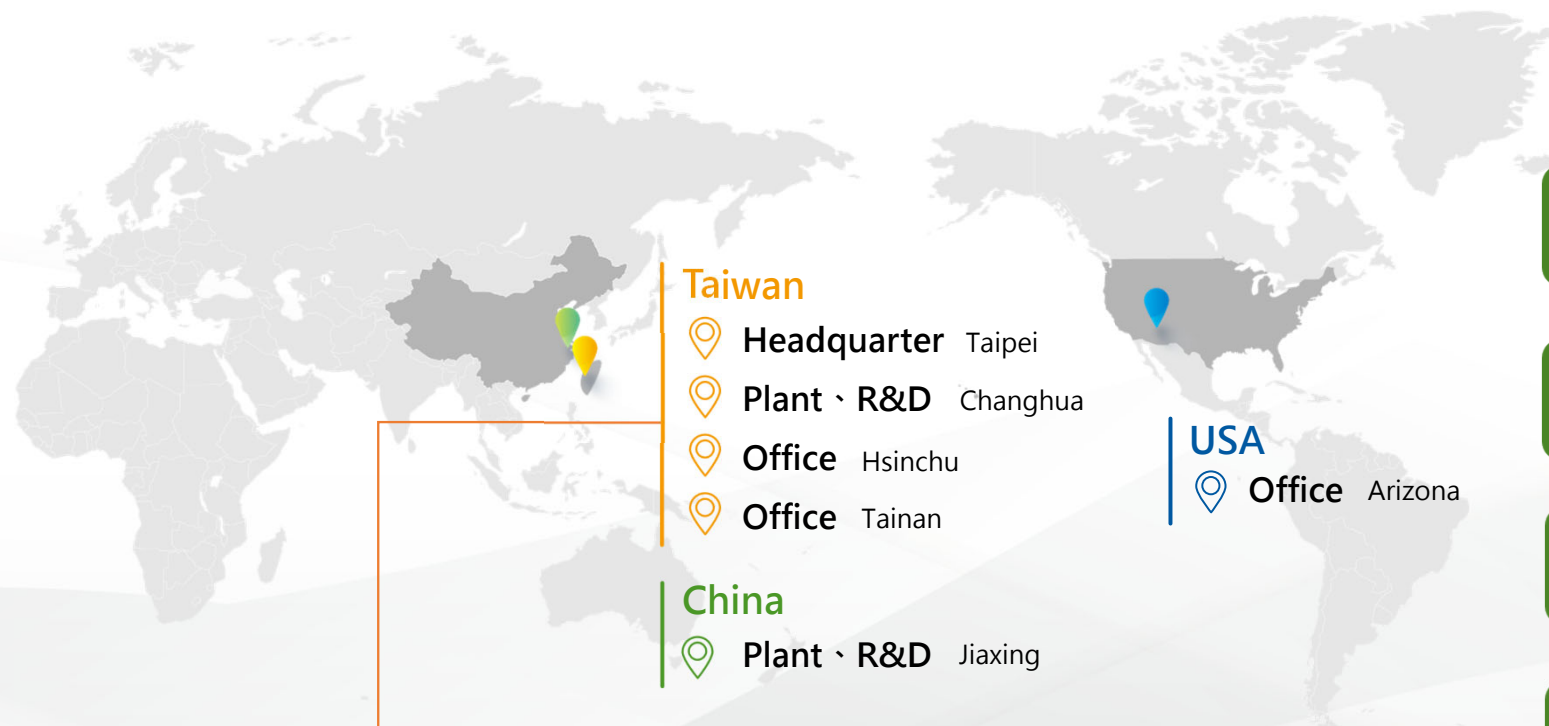 Taiwan
Headquarter Taipei
Plant、R&D Changhua
Office Hsinchu
Office Tainan
China
Plant、R&D Jiaxing
USA
Office Arizona